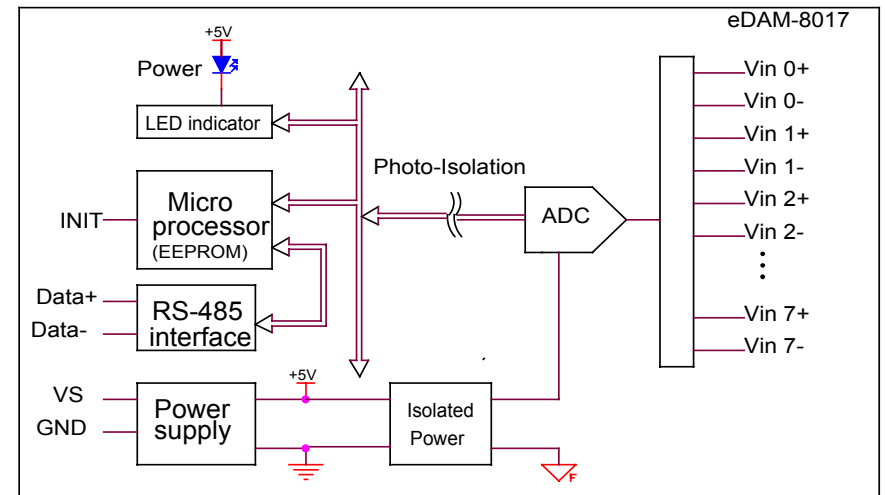 eDAM-8017
+5V
Power
LED indicator
Photo-Isolation
INIT
Micro
processor
(EEPROM)
ADC
Data+
Data-
RS-485
interface
Vin 0+
Vin 0-
Vin 1+
Vin 1-
Vin 2+
Vin 2-
Vin 7+
Vin 7-
VS
GND
Power
supply
+5V
Isolated
Power
F